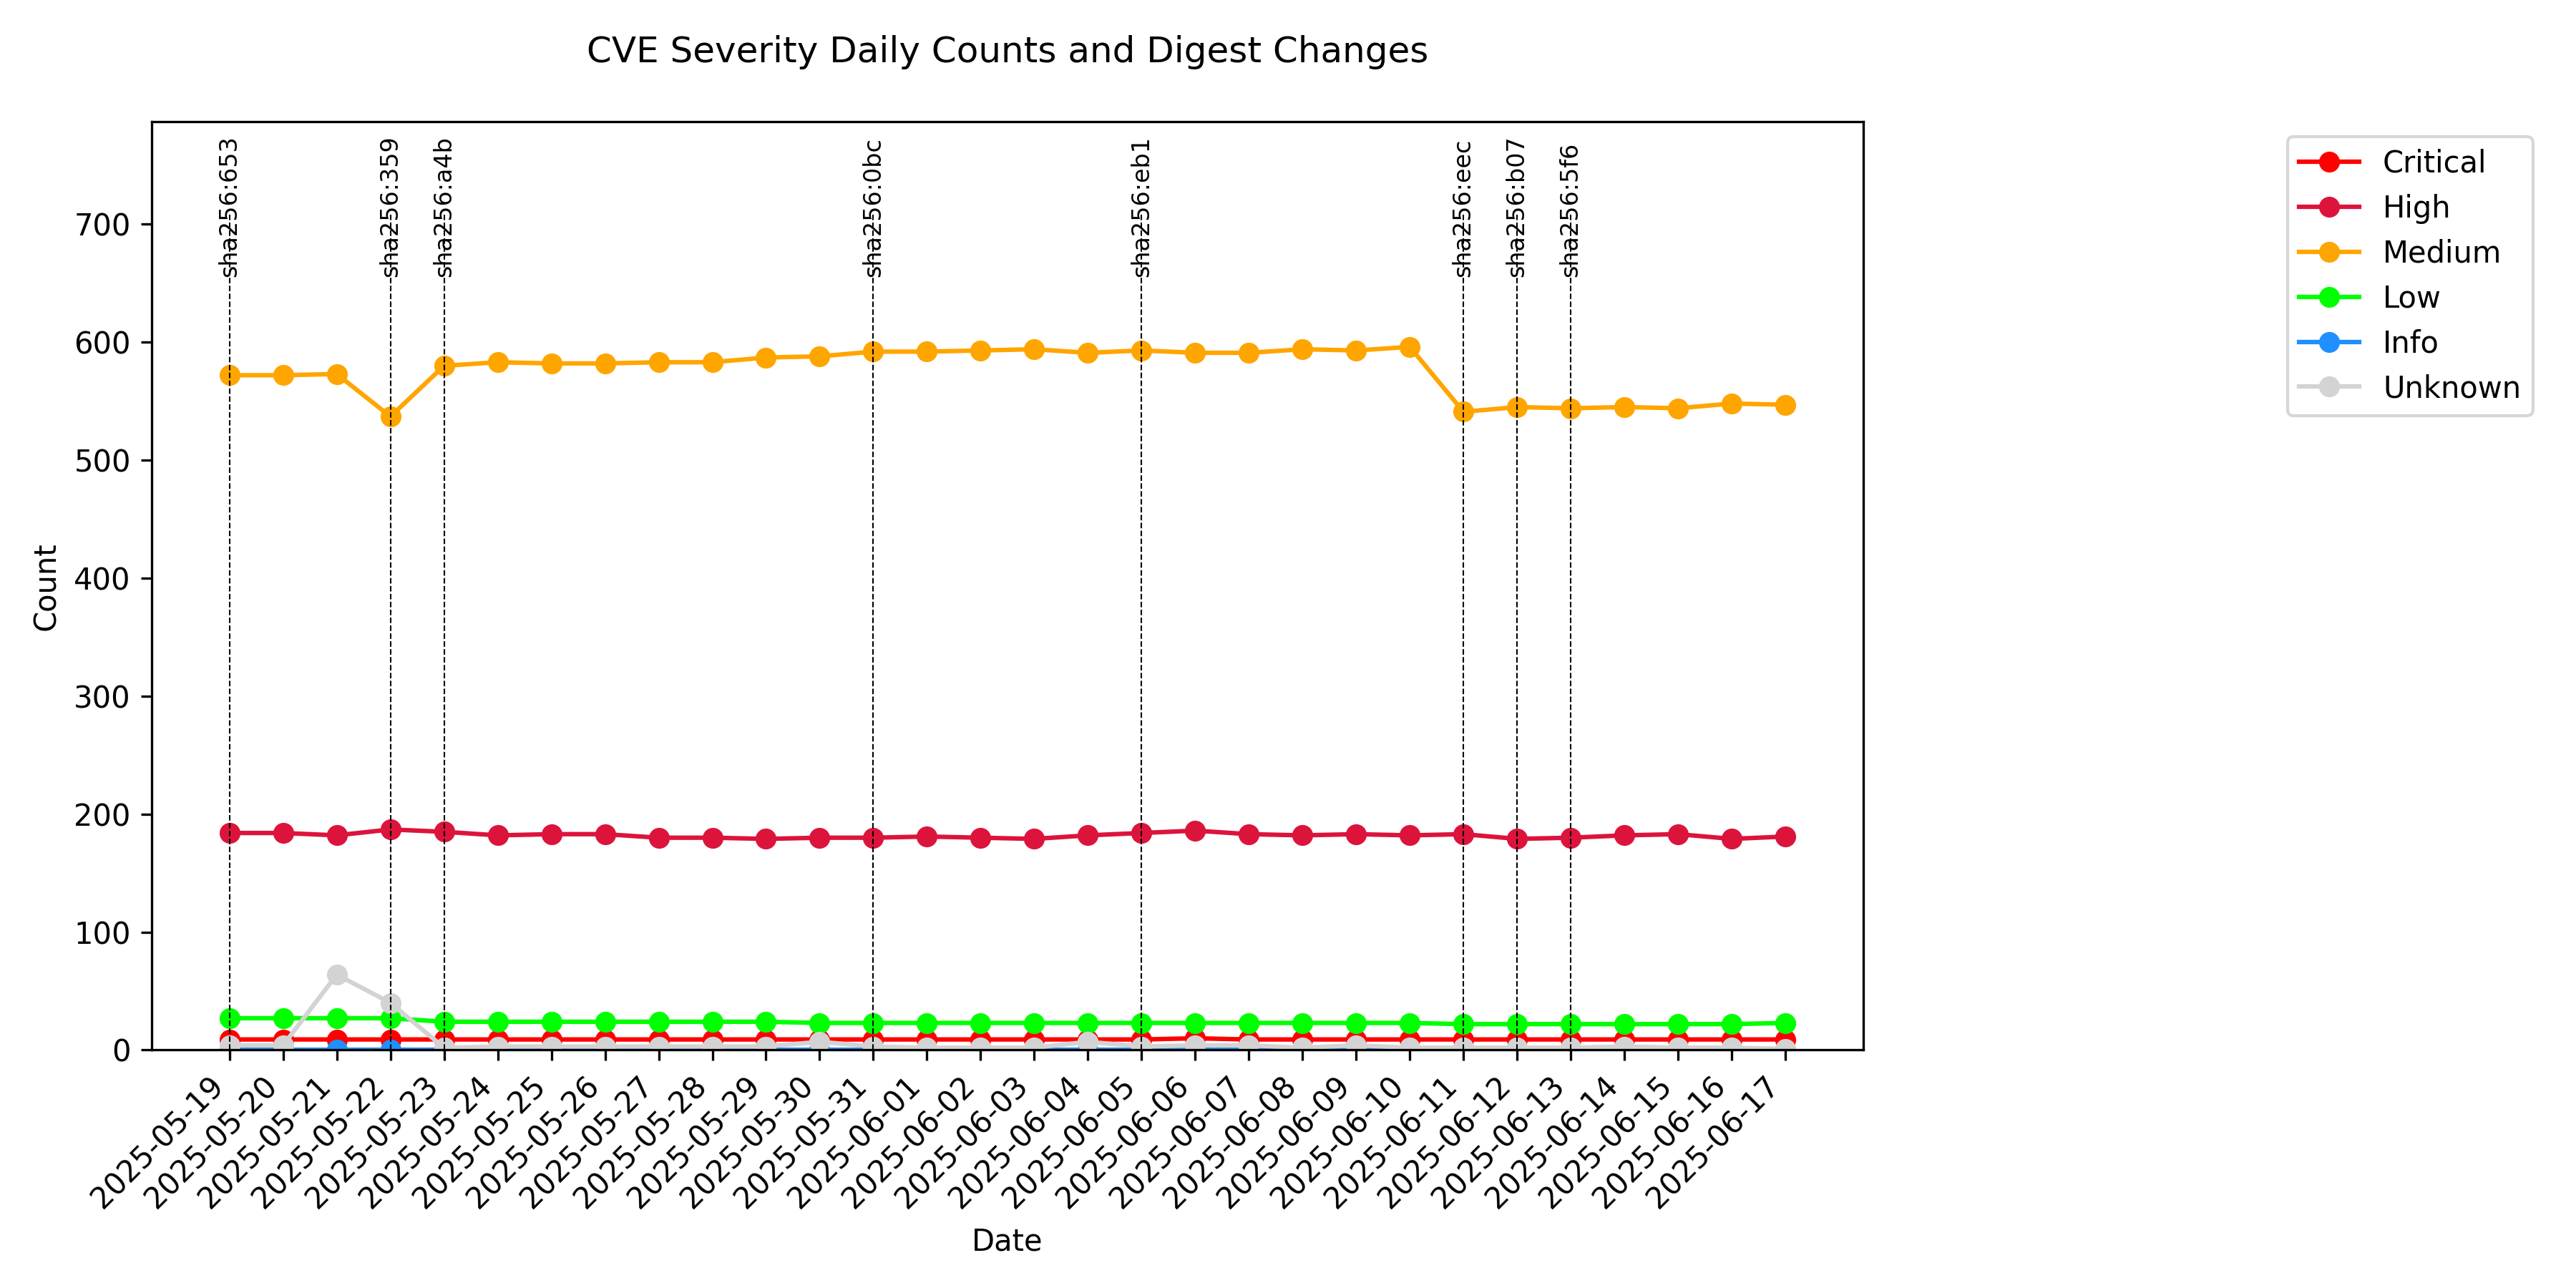 CVE Severity Daily Counts and Digest Changes
sha256:653
sha256:359
sha256:a4b
sha256:0bc
sha256:eb1
sha256:eec
sha256:b07
sha256:5f6
Critical
High
Medium
Low
Info
Unknown
Count
700
600
500
400
300
200
100
0
2025-05-19
2025-05-20
2025-05-21
2025-05-22
2025-05-23
2025-05-24
2025-05-25
2025-05-26
2025-05-27
2025-05-28
2025-05-29
2025-05-30
2025-05-31
2025-06-01
2025-06-02
2025-06-03
2025-06-04
2025-06-05
2025-06-06
2025-06-07
2025-06-08
2025-06-09
2025-06-10
2025-06-11
2025-06-12
2025-06-13
2025-06-14
2025-06-15
2025-06-16
2025-06-17
Date